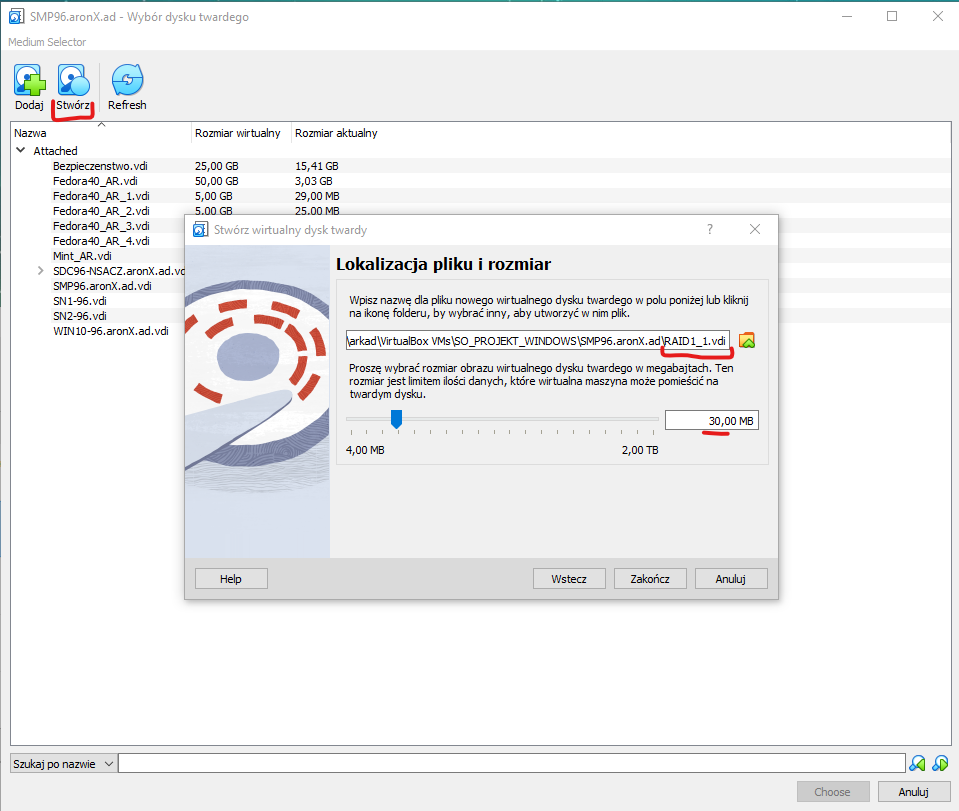 SMP96.aronX.ad - Wybór dysku twardego
Medium Selector
Dodaj Stwórz Refresh
Nazwa Rozmiar wirtualny Rozmiar aktualny
Attached
Bezpieczenstwo.vdi 25,00 GB 15,41 GB
Fedora40_AR.vdi 50,00 GB 3,03 GB
Fedora40_AR_1.vdi 5,00 GB 29,00 MB
Fedora40_AR_2.vdi 5,00 GB 25,00 MB
Fedora40_AR_3.vdi
Fedora40_AR_4.vdi
Mint_AR.vdi
SDC96-NSACZ.aronX.ad.vd
SMP96.aronX.ad.vdi
SN1-96.vdi
SN2-96.vdi
WIN10-96.aronX.ad.vdi
Stwórz wirtualny dysk twardy
?
Lokalizacja pliku i rozmiar
Wpisz nazwę dla pliku nowego wirtualnego dysku twardego w polu poniżej lub kliknij
na ikonę folderu, by wybrać inny, aby utworzyć w nim plik.
\arkad\VirtualBox VMs\SO_PROJEKT_WINDOWS\SMP96.aronX.ad\RAID1_1.vdi
Proszę wybrać rozmiar obrazu wirtualnego dysku twardego w megabajtach. Ten
rozmiar jest limitem ilości danych, które wirtualna maszyna może pomieścić na
twardym dysku.
30,00 MB
4,00 MB 2,00 TB
Help Wstecz Zakończ Anuluj
Szukaj po nazwie
Choose Anuluj